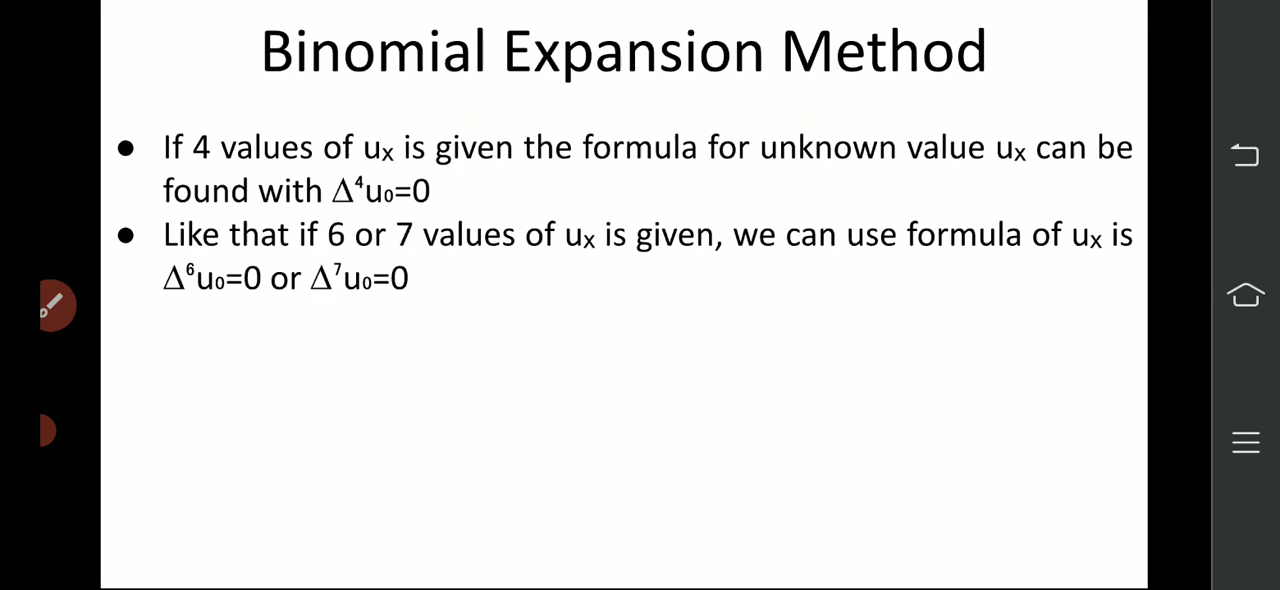 Binomial Expansion Method
● If 4 values of uₓ is given the formula for unknown value uₓ can be
found with Δ⁴u₀=0
● Like that if 6 or 7 values of uₓ is given, we can use formula of uₓ is
Δ⁶u₀=0 or Δ⁷u₀=0